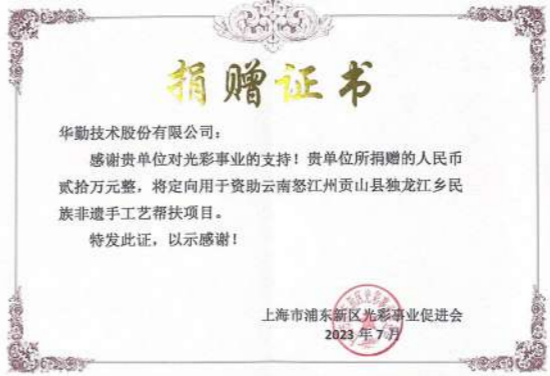 捐赠证书
华勤技术股份有限公司：
感谢贵单位对光彩事业的支持！贵单位所捐赠的人民币
贰拾万元整，将定向用于资助云南怒江州贡山县独龙江乡民
族非遗手工艺帮扶项目。
特发此证，以示感谢！
上海市浦东新区光彩事业促进会
2023 年 7 月